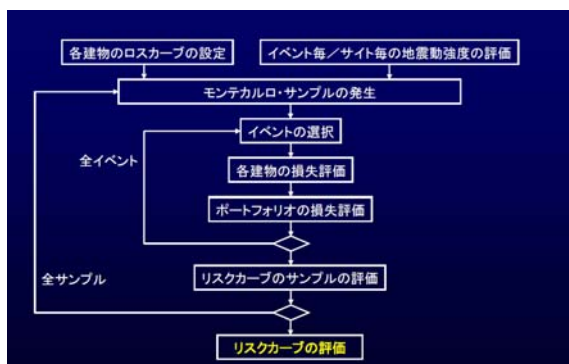 各建物のロスカーブの設定
イベント毎／サイト毎の地震動強度の評価
モンテカルロ・サンプルの発生
イベントの選択
全イベント
各建物の損失評価
ポートフォリオの損失評価
リスクカーブのサンプルの評価
全サンプル
リスクカーブの評価